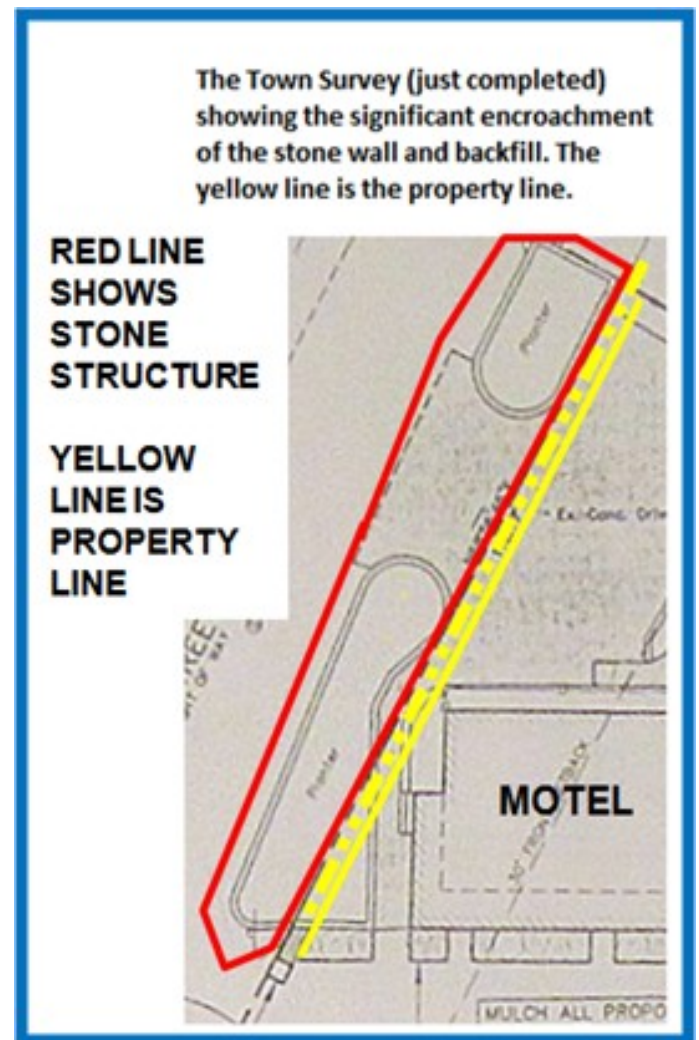 The Town Survey (just completed)
showing the significant encroachment
of the stone wall and backfill. The
yellow line is the property line.
RED LINE
SHOWS
STONE
STRUCTURE
YELLOW
LINE IS
PROPERTY
LINE
Planter
Planter
MOTEL
MULCH ALL PROPO